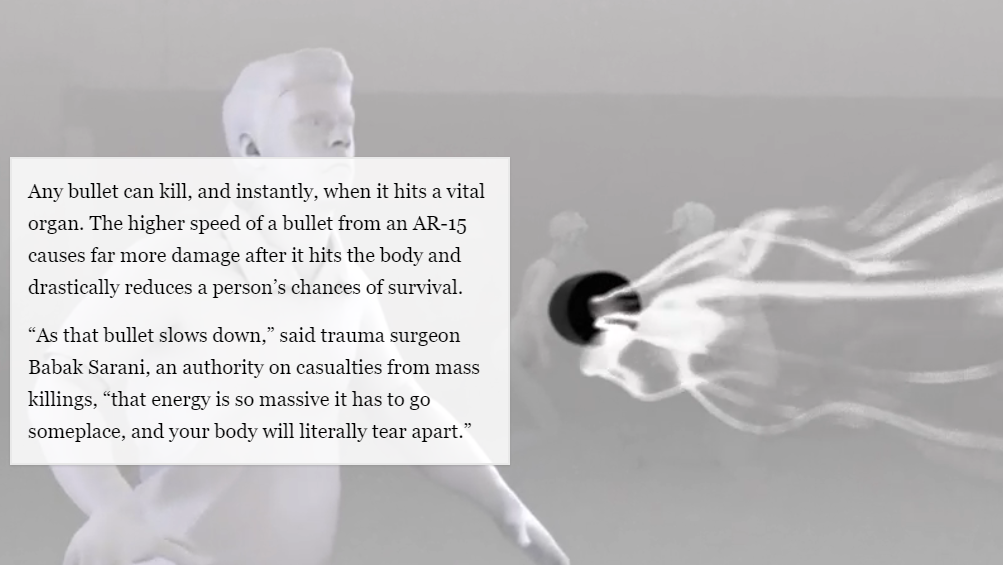 Any bullet can kill, and instantly, when it hits a vital
organ. The higher speed of a bullet from an AR-15
causes far more damage after it hits the body and
drastically reduces a person’s chances of survival.
“As that bullet slows down,” said trauma surgeon
Babak Sarani, an authority on casualties from mass
killings, “that energy is so massive it has to go
someplace, and your body will literally tear apart.”